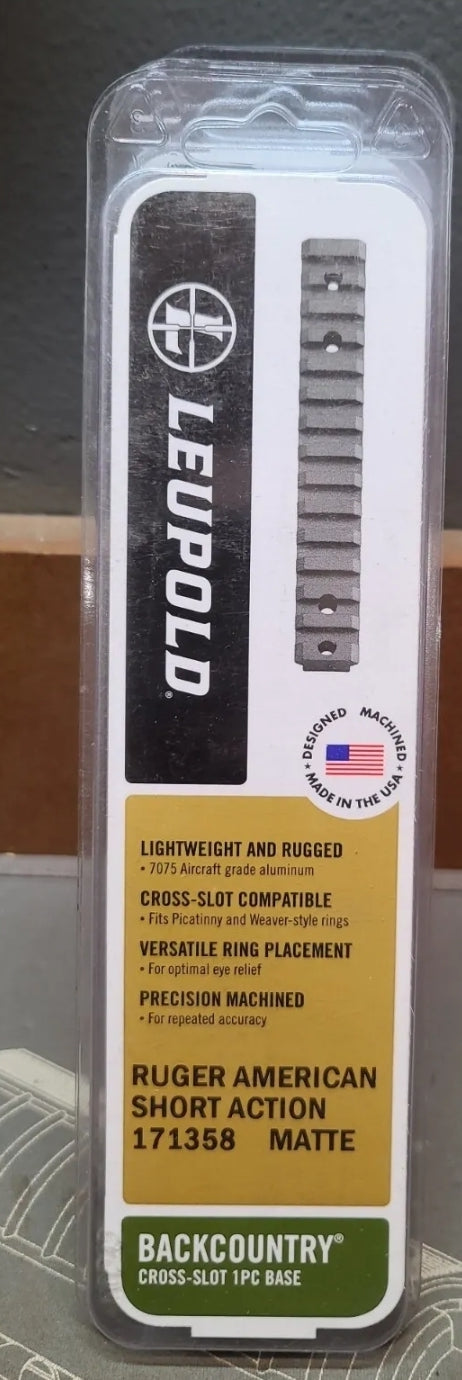 LEUPOLD®
DESIGNED MACHINED
★ MADE IN THE USA ★
LIGHTWEIGHT AND RUGGED
• 7075 Aircraft grade aluminum
CROSS-SLOT COMPATIBLE
• Fits Picatinny and Weaver-style rings
VERSATILE RING PLACEMENT
• For optimal eye relief
PRECISION MACHINED
• For repeated accuracy
RUGER AMERICAN
SHORT ACTION
171358 MATTE
BACKCOUNTRY®
CROSS-SLOT 1PC BASE